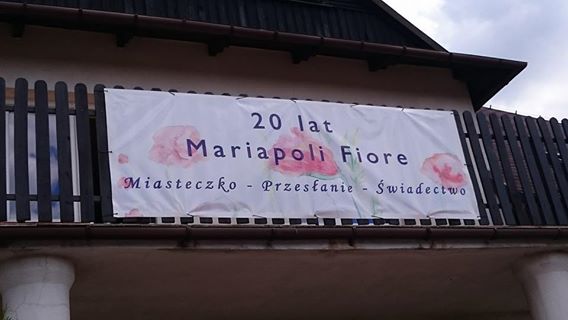 20 lat
Mariapoli Fiore
Miasteczko - Przesłanie - Świadectwo